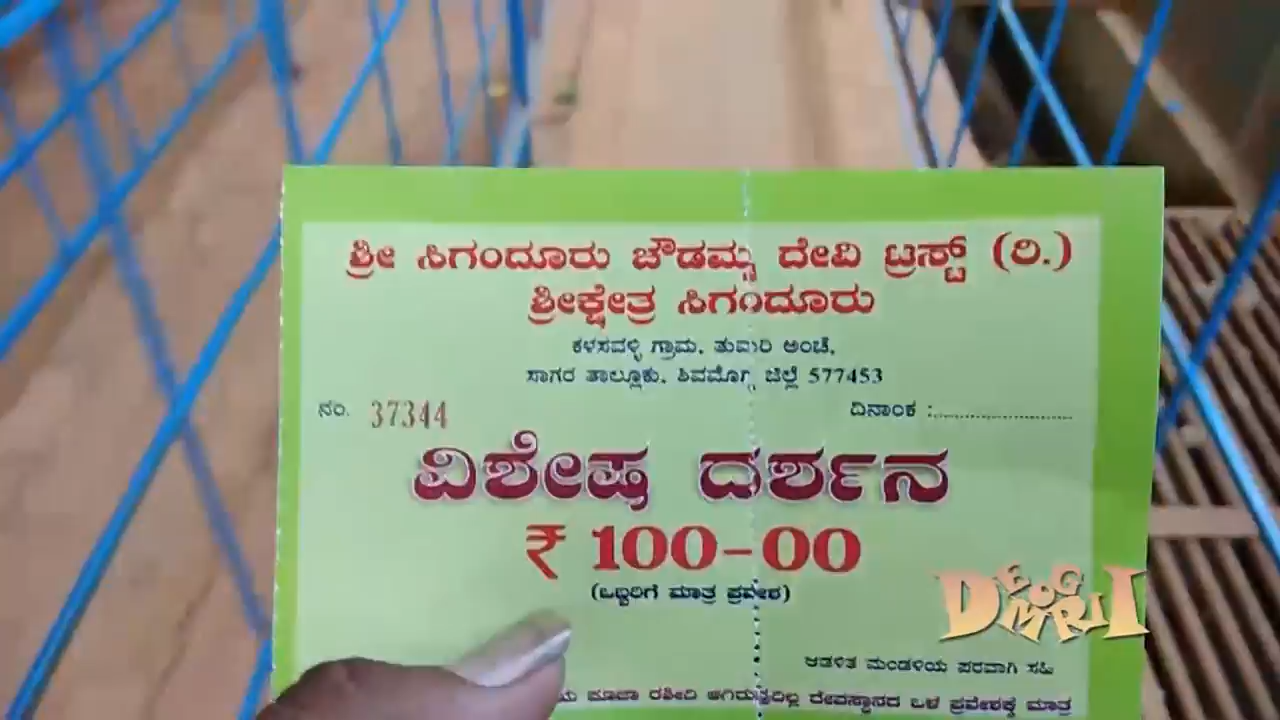 ಶ್ರೀ ಸಿಗಂದೂರು ಚೌಡಮ್ಮ ದೇವಿ ಟ್ರಸ್ಟ್ (ರಿ.)
ಶ್ರೀಕ್ಷೇತ್ರ ಸಿಗಂದೂರು
ಕಳಸವಳ್ಳಿ ಗ್ರಾಮ, ತುಮರಿ ಅಂಚೆ,
ಸಾಗರ ತಾಲ್ಲೂಕು, ಶಿವಮೊಗ್ಗ ಜಿಲ್ಲೆ 577453
ನಂ. 37344 ದಿನಾಂಕ :....................
ವಿಶೇಷ ದರ್ಶನ
₹ 100-00
(ಒಬ್ಬರಿಗೆ ಮಾತ್ರ ಪ್ರವೇಶ)
ಆಡಳಿತ ಮಂಡಳಿಯ ಪರವಾಗಿ ಸಹಿ
ಪೂಜಾ ರಶೀದಿ ಆಗಿರುತ್ತದಿಲ್ಲ ದೇವಸ್ಥಾನದ ಒಳ ಪ್ರವೇಶಕ್ಕೆ ಮಾತ್ರ